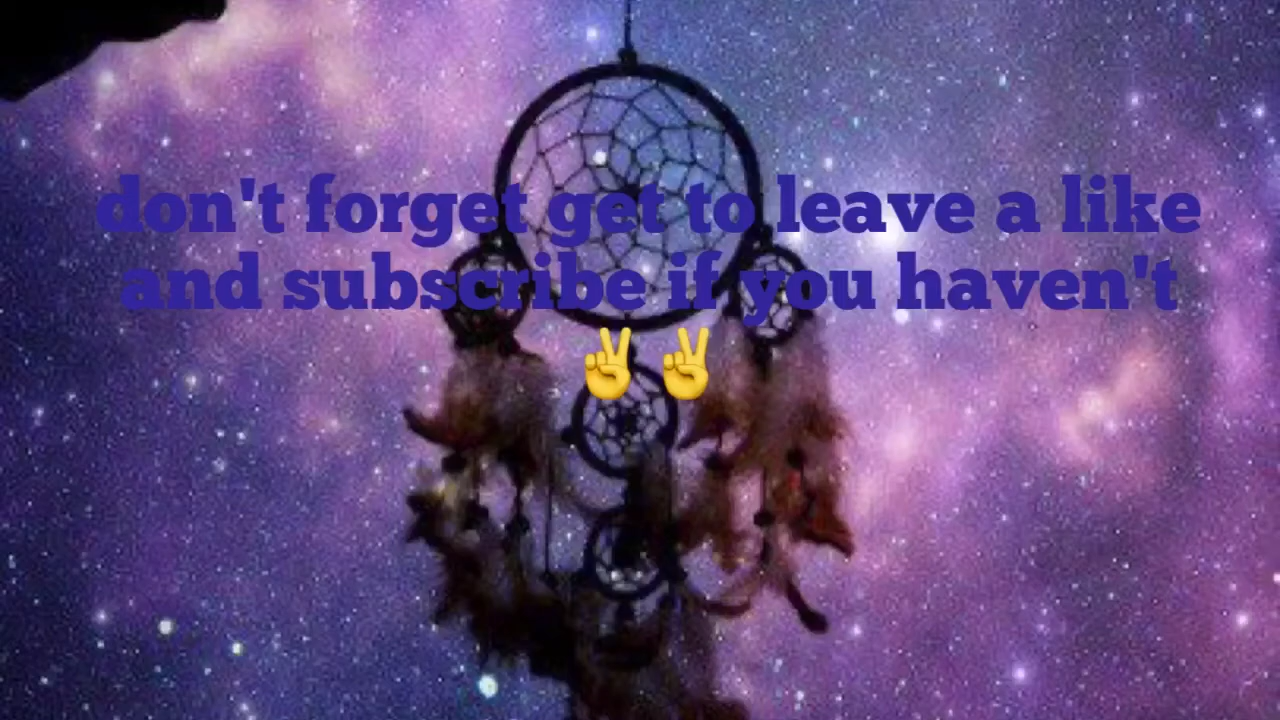 don't forget get to leave a like
and subscribe if you haven't
✌️ ✌️